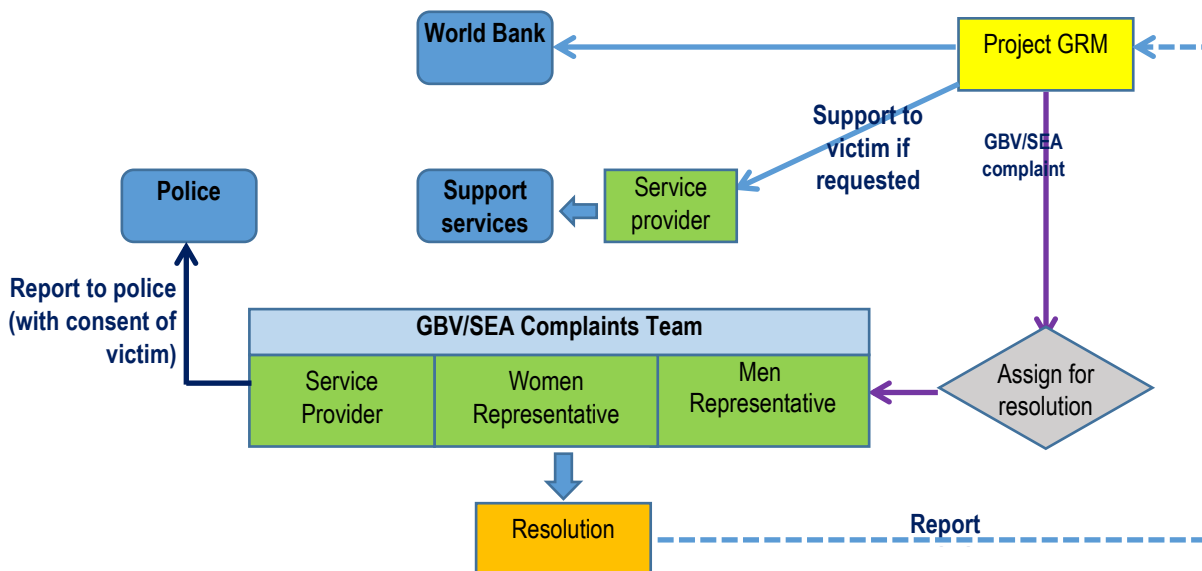 World Bank
Project GRM
Support to
victim if
requested
GBV/SEA
complaint
Police
Support
services
Service
provider
Report to police
(with consent of
victim)
GBV/SEA Complaints Team
Service
Provider
Women
Representative
Men
Representative
Assign for
resolution
Resolution
Report